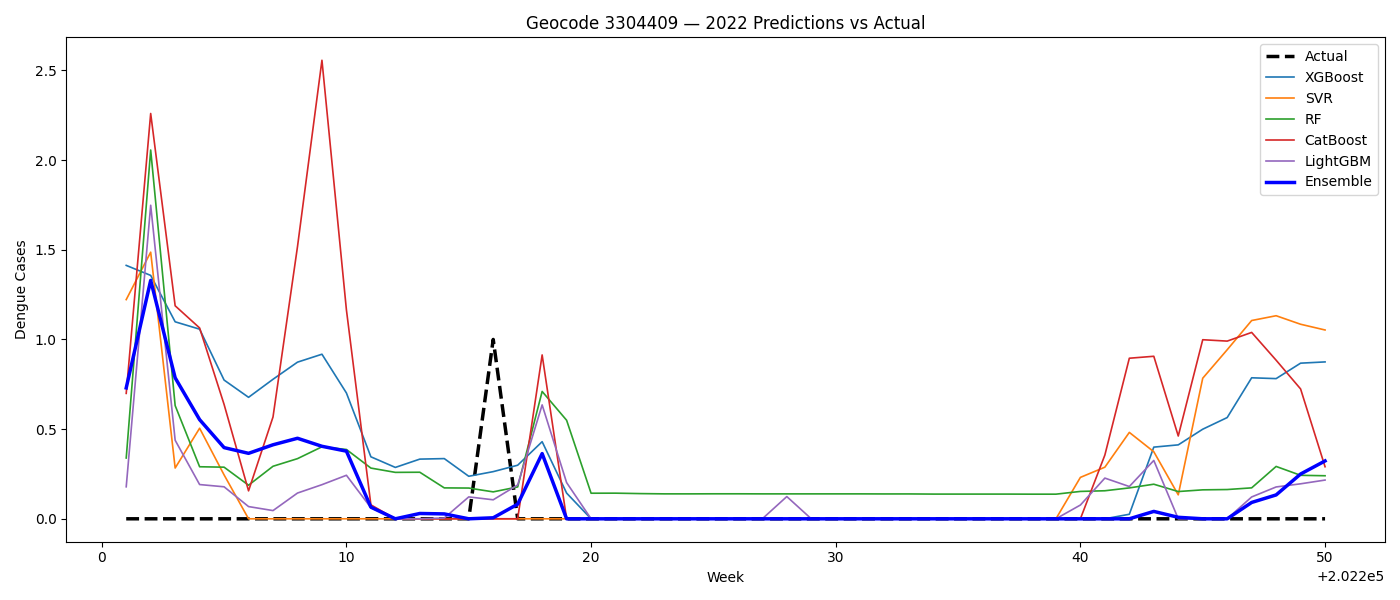 Geocode 3304409 — 2022 Predictions vs Actual
Dengue Cases
2.5
2.0
1.5
1.0
0.5
0.0
0
10
20
30
40
50
+2.022e5
Week
Actual
XGBoost
SVR
RF
CatBoost
LightGBM
Ensemble